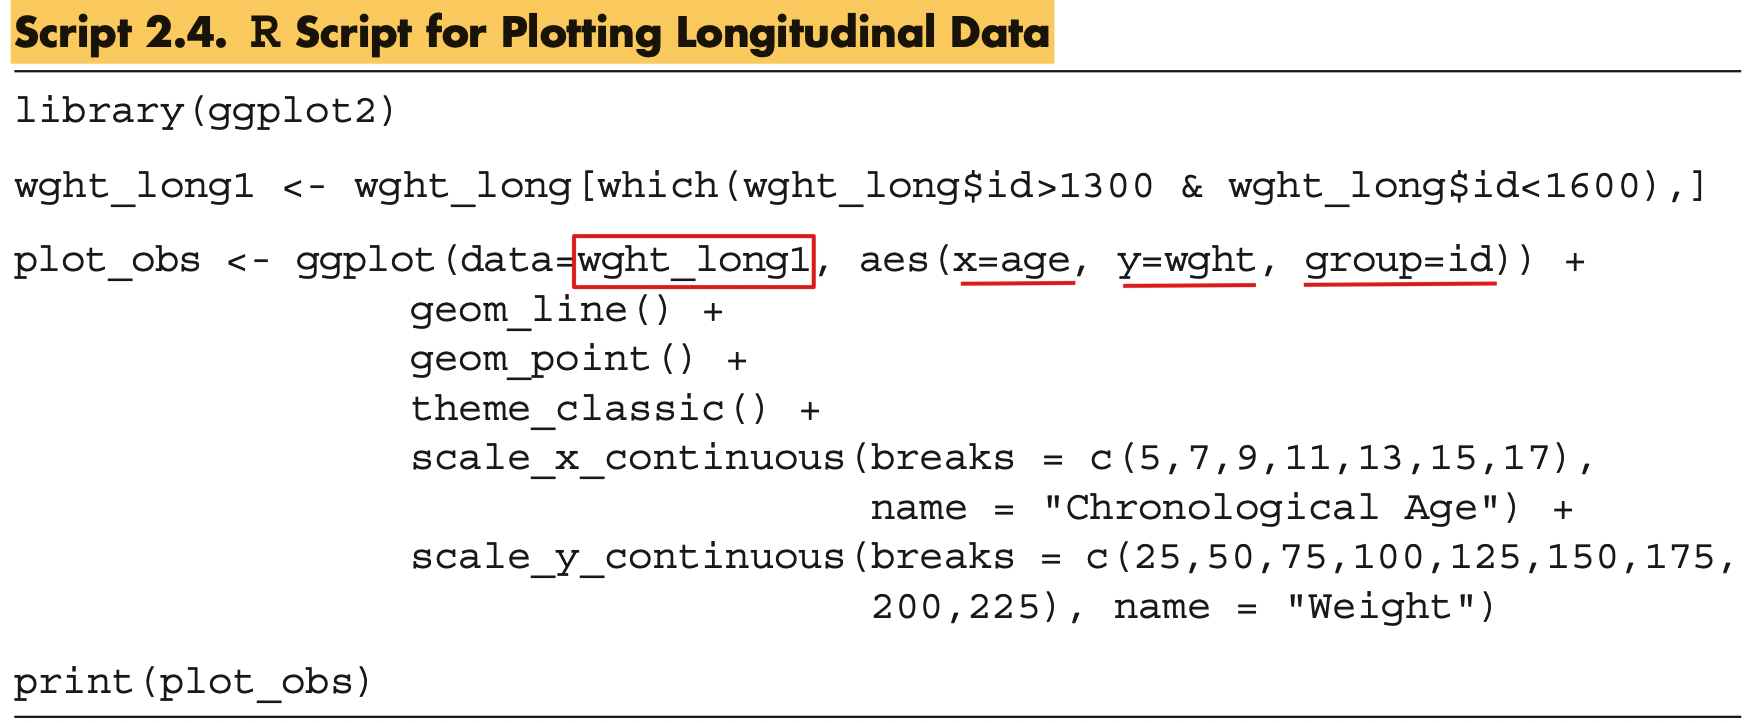 Script 2.4. R Script for Plotting Longitudinal Data
library(ggplot2)
wght_long1 <- wght_long[which(wght_long$id>1300 & wght_long$id<1600),]
plot_obs <- ggplot(data=wght_long1, aes(x=age, y=wght, group=id)) +
geom_line() +
geom_point() +
theme_classic() +
scale_x_continuous(breaks = c(5,7,9,11,13,15,17),
name = "Chronological Age") +
scale_y_continuous(breaks = c(25,50,75,100,125,150,175,
200,225), name = "Weight")
print(plot_obs)